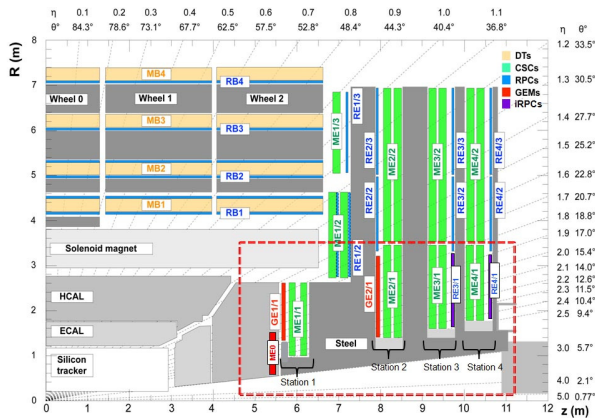 η 0.1 0.2 0.3 0.4 0.5 0.6 0.7 0.8 0.9 1.0 1.1 η θ°
θ° 84.3° 78.6° 73.1° 67.7° 62.5° 57.5° 52.8° 48.4° 44.3° 40.4° 36.8°
R (m)
8
7
6
5
4
3
2
1
0
1.2 33.5°
1.3 30.5°
1.4 27.7°
1.5 25.2°
1.6 22.8°
1.7 20.7°
1.8 18.8°
1.9 17.0°
2.0 15.4°
2.1 14.0°
2.2 12.6°
2.3 11.5°
2.4 10.4°
2.5 9.4°
3.0 5.7°
4.0 2.1°
5.0 0.77°
DTs
CSCs
RPCs
GEMs
iRPCs
MB4
Wheel 0 Wheel 1 RB4 Wheel 2
MB3
RB3
MB2
RB2
MB1
RB1
ME1/3
RE1/3
RE2/3
ME2/2
ME3/2
RE3/3
ME4/2
RE4/3
ME1/2
RE1/2
RE2/2
RE3/2
RE4/2
Solenoid magnet
HCAL
ECAL
Silicon
tracker
ME0
GE1/1
ME1/1
Steel
GE2/1
ME2/1
ME3/1
RE3/1
ME4/1
RE4/1
Station 1
Station 2
Station 3
Station 4
0 1 2 3 4 5 6 7 8 9 10 11 12 z (m)